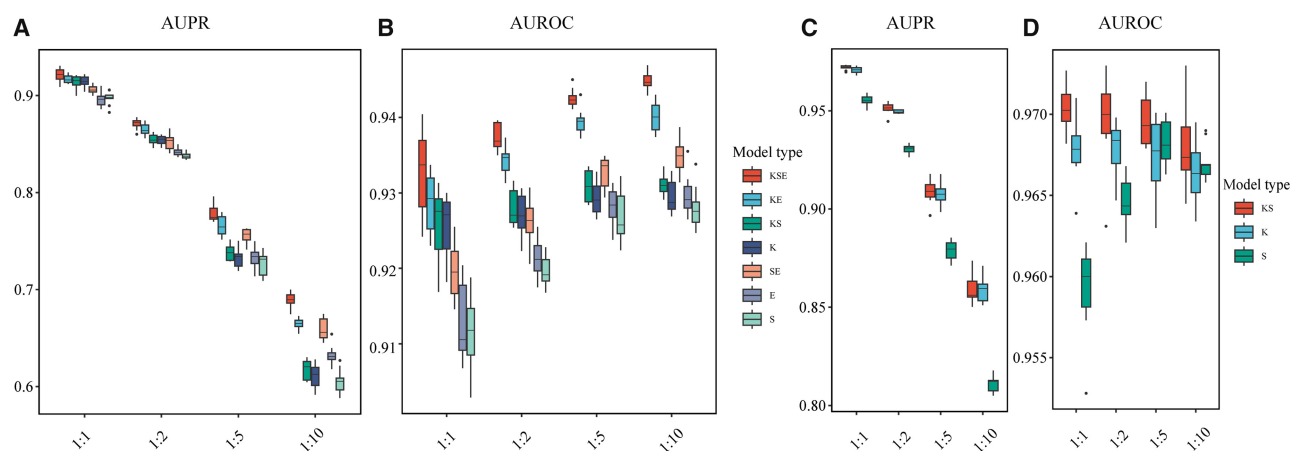 A
AUPR
0.9
0.8
0.7
0.6
1:1
1:2
1:5
1:10
B
AUROC
0.94
0.93
0.92
0.91
1:1
1:2
1:5
1:10
Model type
KSE
KE
KS
K
SE
E
S
C
AUPR
0.95
0.90
0.85
0.80
1:1
1:2
1:5
1:10
D
AUROC
0.970
0.965
0.960
0.955
1:1
1:2
1:5
1:10
Model type
KS
K
S